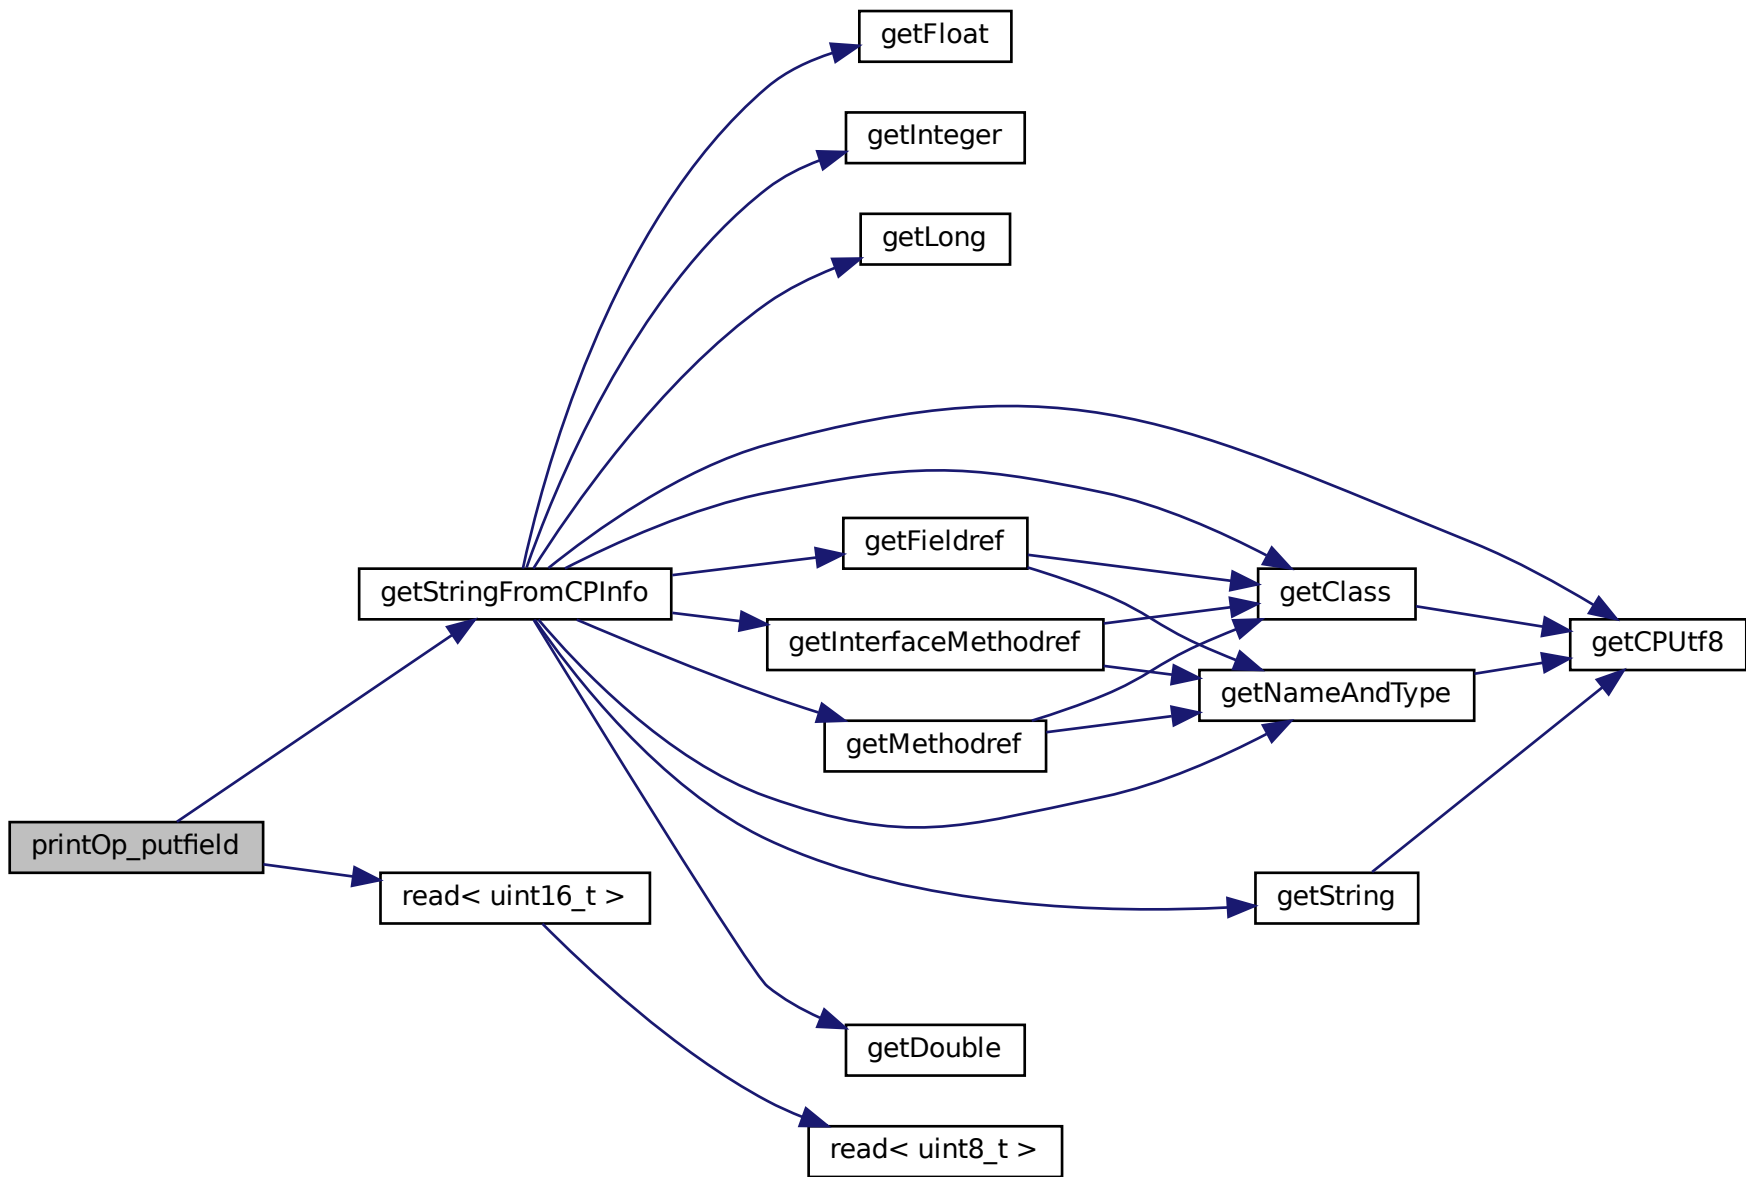 getFloat
getInteger
getLong
getFieldref
getStringFromCPInfo
getClass
getInterfaceMethodref
getCPUtf8
getNameAndType
getMethodref
printOp_putfield
read< uint16_t >
getString
getDouble
read< uint8_t >